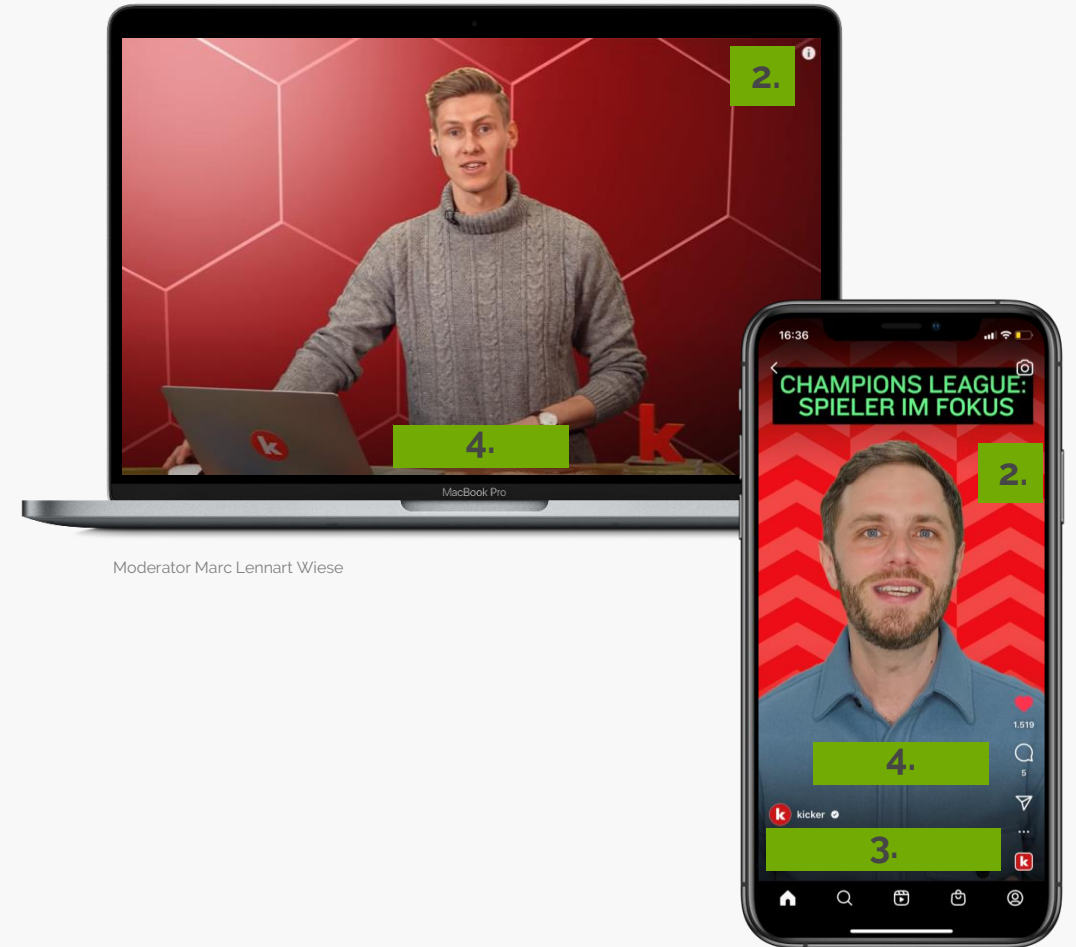 2.
4.
k
k
MacBook Pro
Moderator Marc Lennart Wiese
16:36
CHAMPIONS LEAGUE:
SPIELER IM FOKUS
2.
1.519
4.
5
k kicker
3.
k